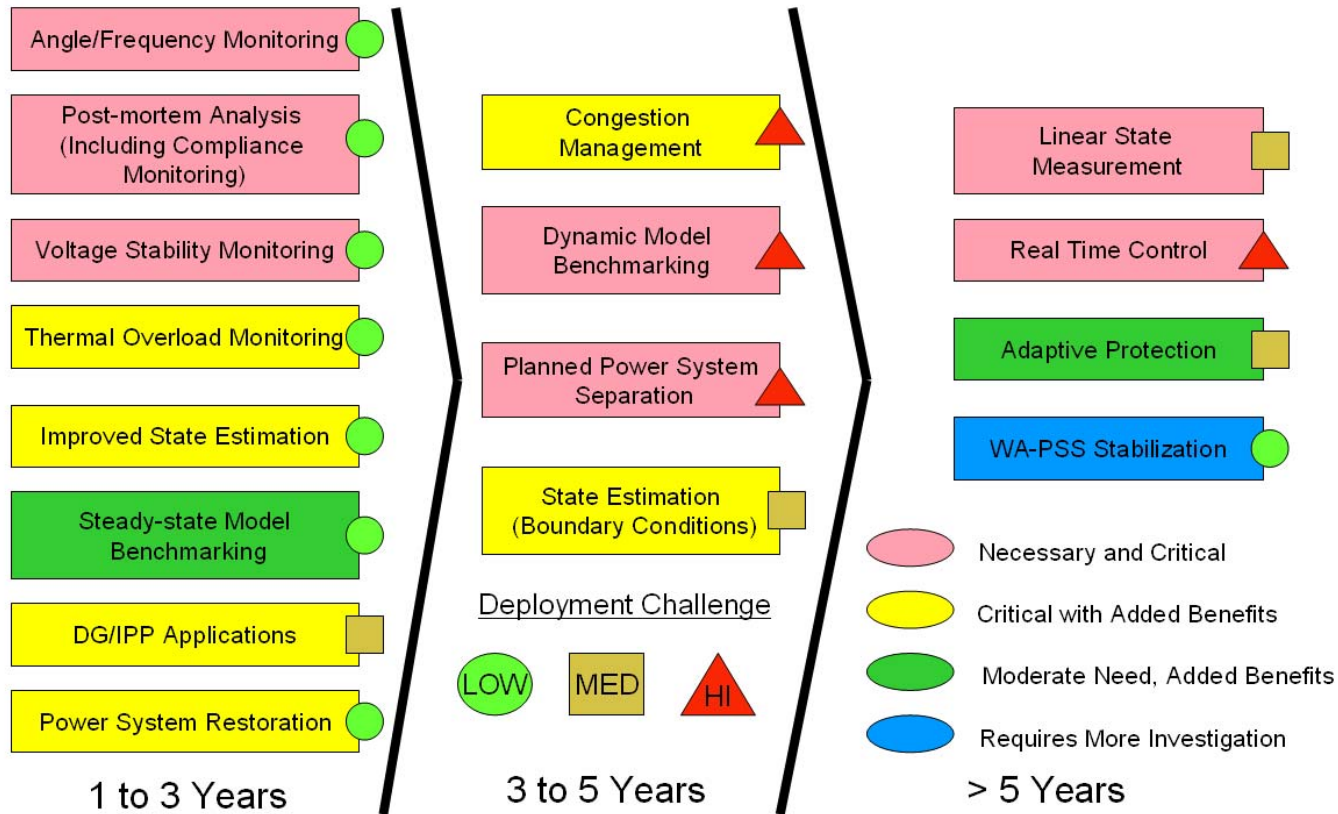 Angle/Frequency Monitoring
Post-mortem Analysis
(Including Compliance
Monitoring)
Voltage Stability Monitoring
Thermal Overload Monitoring
Improved State Estimation
Steady-state Model
Benchmarking
DG/IPP Applications
Power System Restoration
1 to 3 Years
Congestion
Management
Dynamic Model
Benchmarking
Planned Power System
Separation
State Estimation
(Boundary Conditions)
Deployment Challenge
LOW
MED
HI
3 to 5 Years
Linear State
Measurement
Real Time Control
Adaptive Protection
WA-PSS Stabilization
Necessary and Critical
Critical with Added Benefits
Moderate Need, Added Benefits
Requires More Investigation
> 5 Years